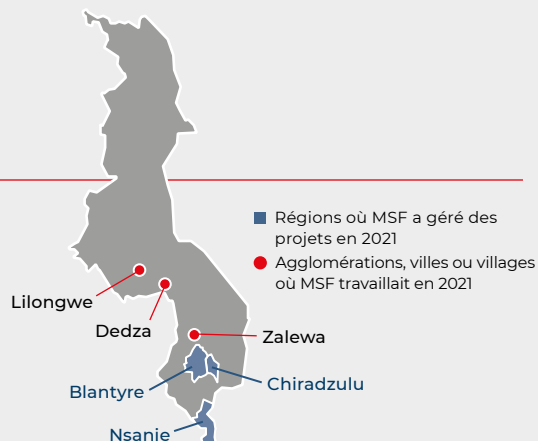 Régions où MSF a géré des
projets en 2021
Agglomérations, villes ou villages
où MSF travaillait en 2021
Lilongwe
Dedza
Zalewa
Blantyre
Chiradzulu
Nsanje